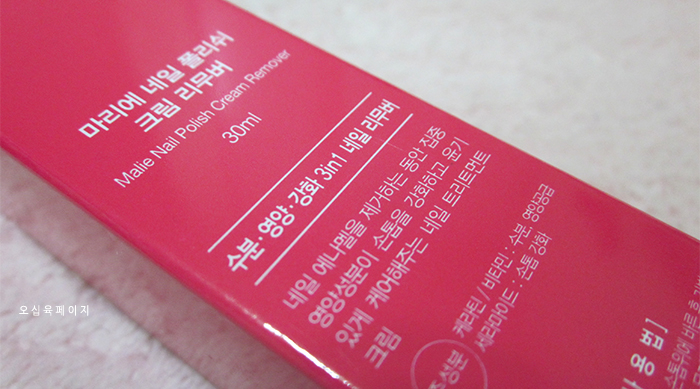 마리에 네일 폴리쉬
크림 리무버
Malie Nail Polish Cream Remover
30ml
수분·영양·강화 3in1 네일 리무버
네일 에나멜을 제거하는 동안 집중
영양성분이 손톱을 강화하고 윤기
있게 케어해주는 네일 트리트먼트
크림
성분
케라틴 / 비타민 : 수분, 영양공급
세라마이드 : 손톱 강화
용법]
오십육페이지